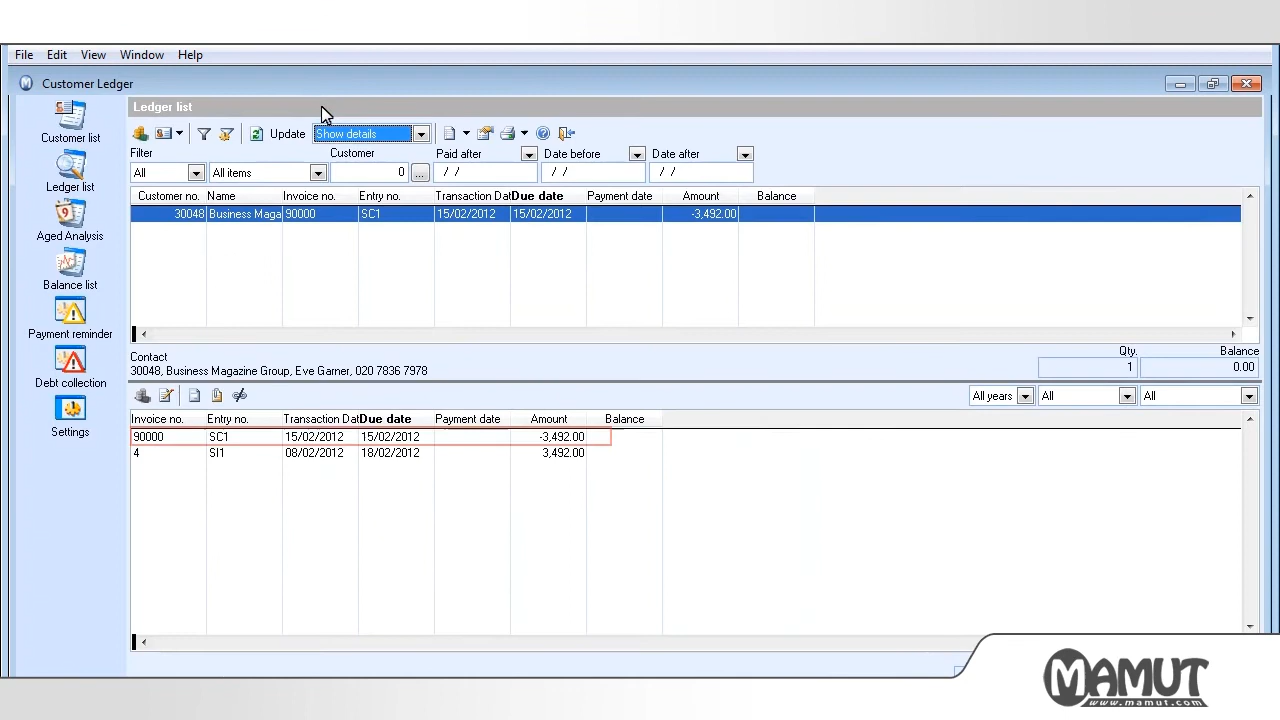 File Edit View Window Help
Customer Ledger
Ledger list
Update Show details
Filter Customer Paid after Date before Date after
All All items 0 ... / / / / / /
Customer no. Name Invoice no. Entry no. Transaction Dat Due date Payment date Amount Balance
30048 Business Maga 90000 SC1 15/02/2012 15/02/2012 -3,492.00
Customer list
Ledger list
Aged Analysis
Balance list
Payment reminder
Debt collection
Settings
Contact Qty. Balance
30048, Business Magazine Group, Eve Garner, 020 7836 7978 1 0.00
All years All All
Invoice no. Entry no. Transaction Dat Due date Payment date Amount Balance
90000 SC1 15/02/2012 15/02/2012 -3,492.00
4 SI1 08/02/2012 18/02/2012 3,492.00
MAMUT
www.mamut.com